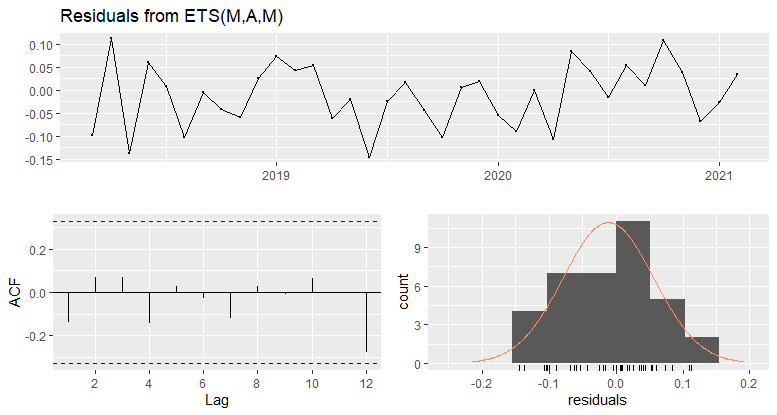 Residuals from ETS(M,A,M)
0.10
0.05
0.00
-0.05
-0.10
-0.15
2019 2020 2021
ACF
0.2
0.0
-0.2
2 4 6 8 10 12
Lag
count
9
6
3
0
-0.2 -0.1 0.0 0.1 0.2
residuals